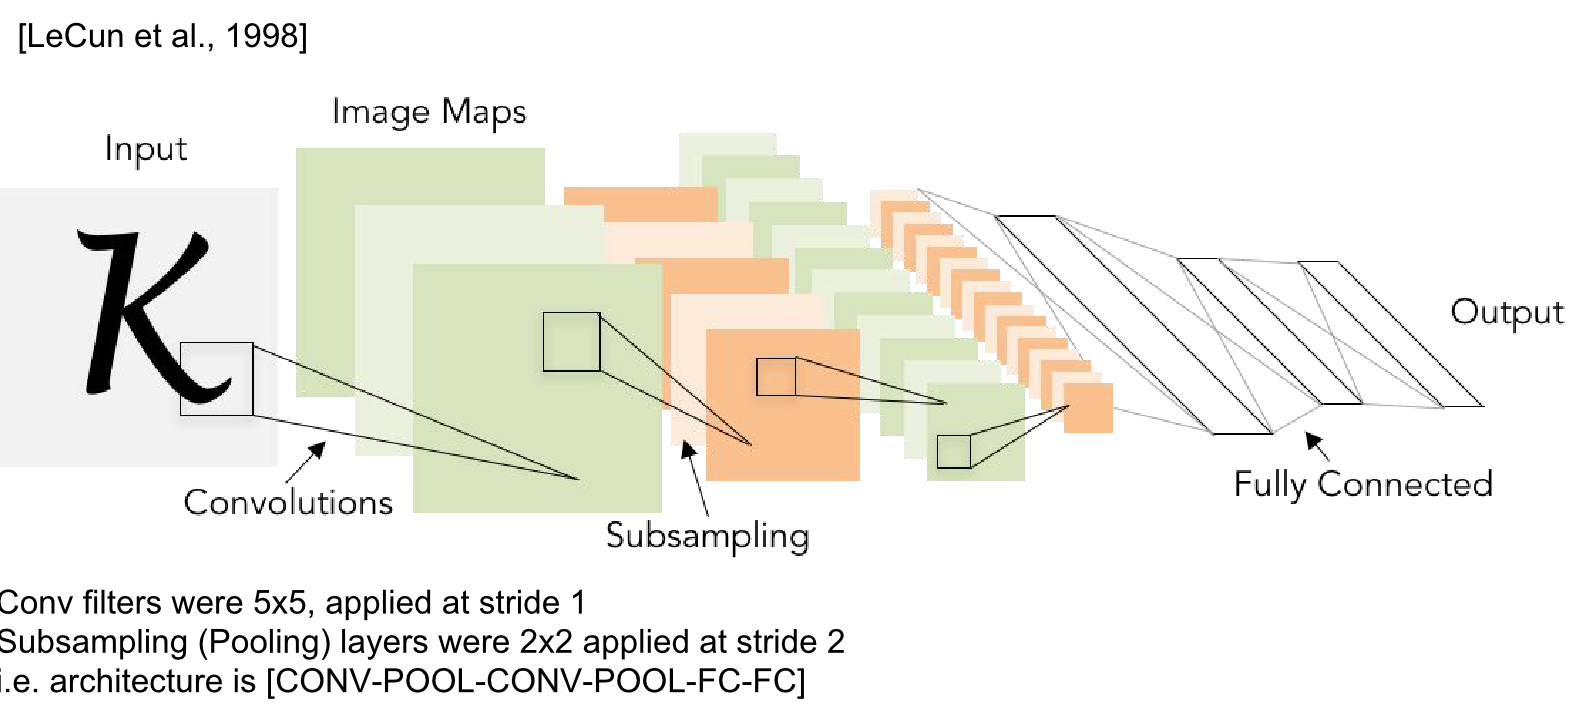 [LeCun et al., 1998]
Image Maps
Input
K
Output
Fully Connected
Convolutions
Subsampling
Conv filters were 5x5, applied at stride 1
Subsampling (Pooling) layers were 2x2 applied at stride 2
i.e. architecture is [CONV-POOL-CONV-POOL-FC-FC]